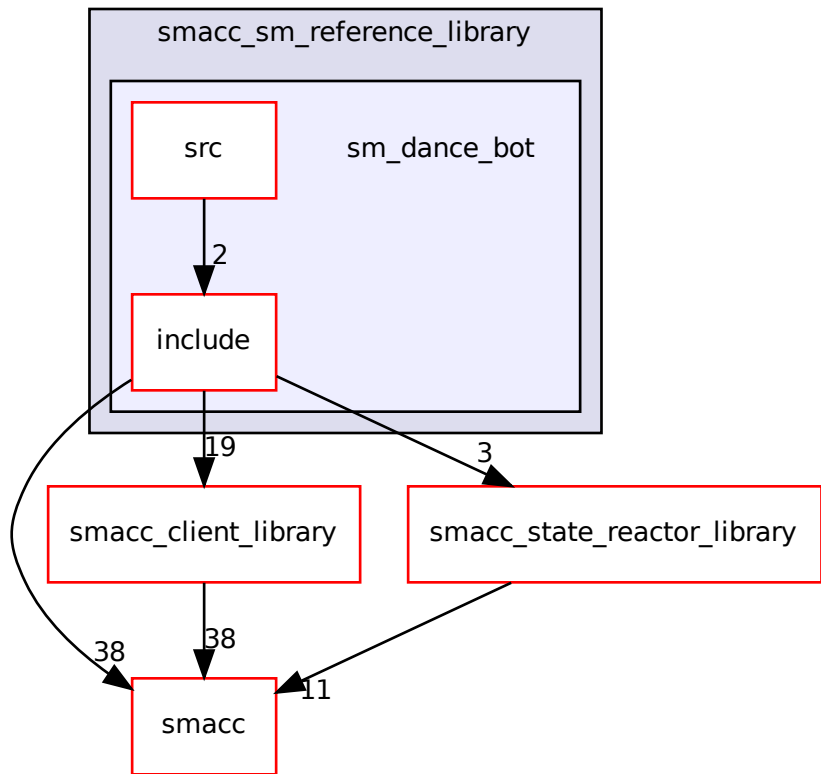 smacc_sm_reference_library
src
sm_dance_bot
2
include
19
3
smacc_client_library
smacc_state_reactor_library
38
38
11
smacc